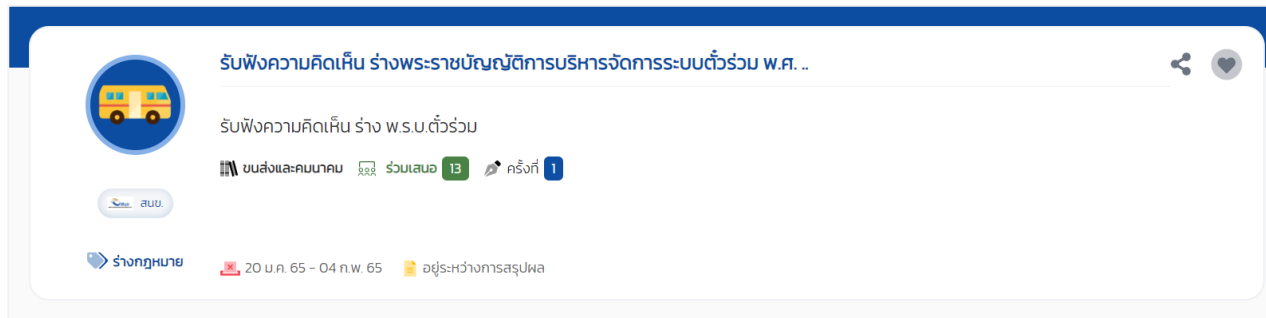 รับฟังความคิดเห็น ร่างพระราชบัญญัติการบริหารจัดการระบบตั๋วร่วม พ.ศ. ..
รับฟังความคิดเห็น ร่าง พ.ร.บ.ตั๋วร่วม
ขนส่งและคมนาคม ร่วมเสนอ 13 ครั้งที่ 1
สนข.
ร่างกฎหมาย
20 ม.ค. 65 - 04 ก.พ. 65 อยู่ระหว่างการสรุปผล